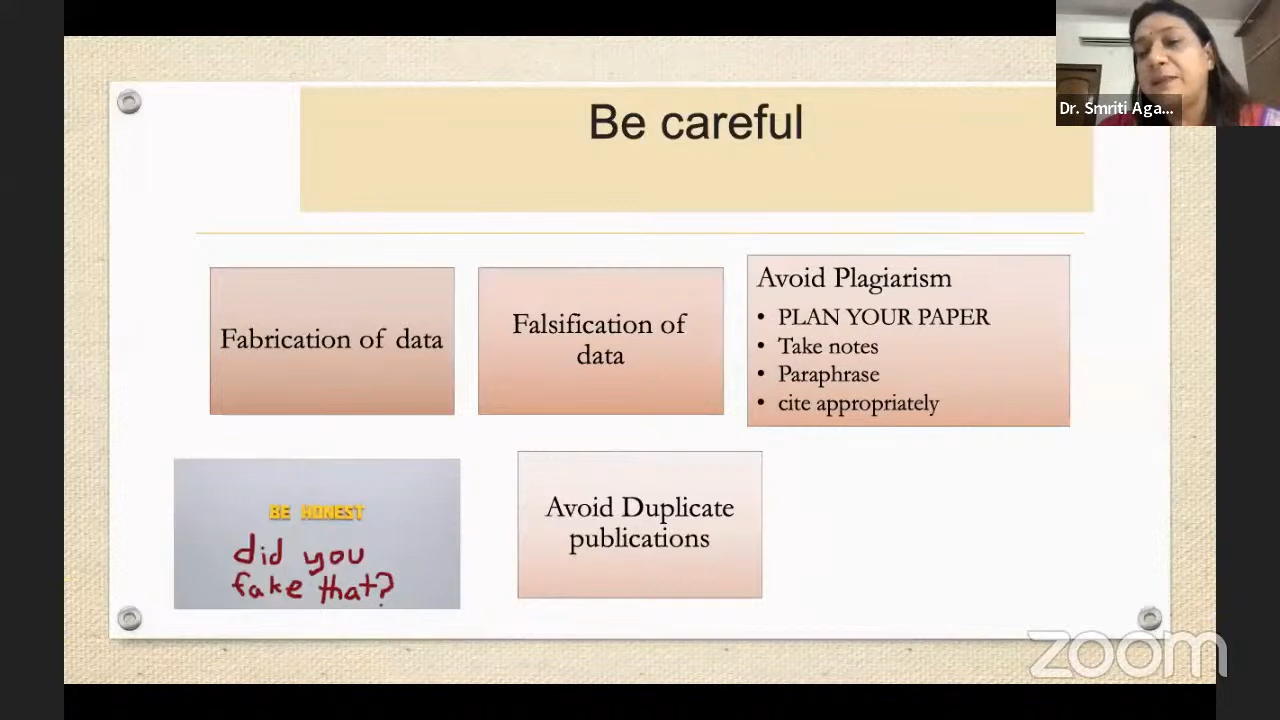 Be careful
Dr. Smriti Aga...
Fabrication of data
Falsification of
data
Avoid Plagiarism
• PLAN YOUR PAPER
• Take notes
• Paraphrase
• cite appropriately
BE HONEST
did you
fake that?
Avoid Duplicate
publications
zoom